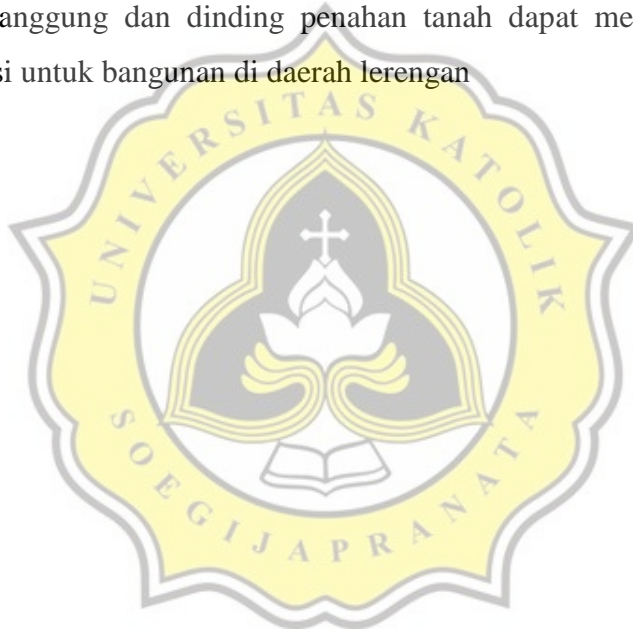 anggung dan dinding penahan tanah dapat me
si untuk bangunan di daerah lerengan
UNIVERSITAS KATOLIK
SOEGIJAPRANATA